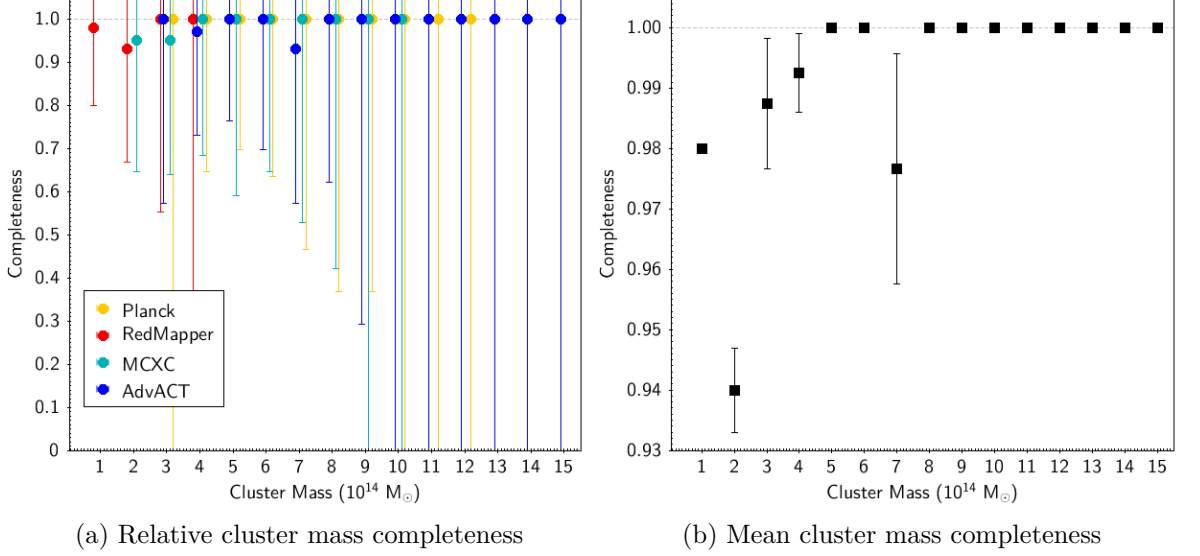 1.0
0.9
0.8
0.7
0.6
0.5
0.4
0.3
0.2
0.1
0
Completeness
Planck
RedMapper
MCXC
AdvACT
1 2 3 4 5 6 7 8 9 10 11 12 13 14 15
Cluster Mass (10¹⁴ M☉)
(a) Relative cluster mass completeness
1.00
0.99
0.98
0.97
0.96
0.95
0.94
0.93
Completeness
1 2 3 4 5 6 7 8 9 10 11 12 13 14 15
Cluster Mass (10¹⁴ M☉)
(b) Mean cluster mass completeness